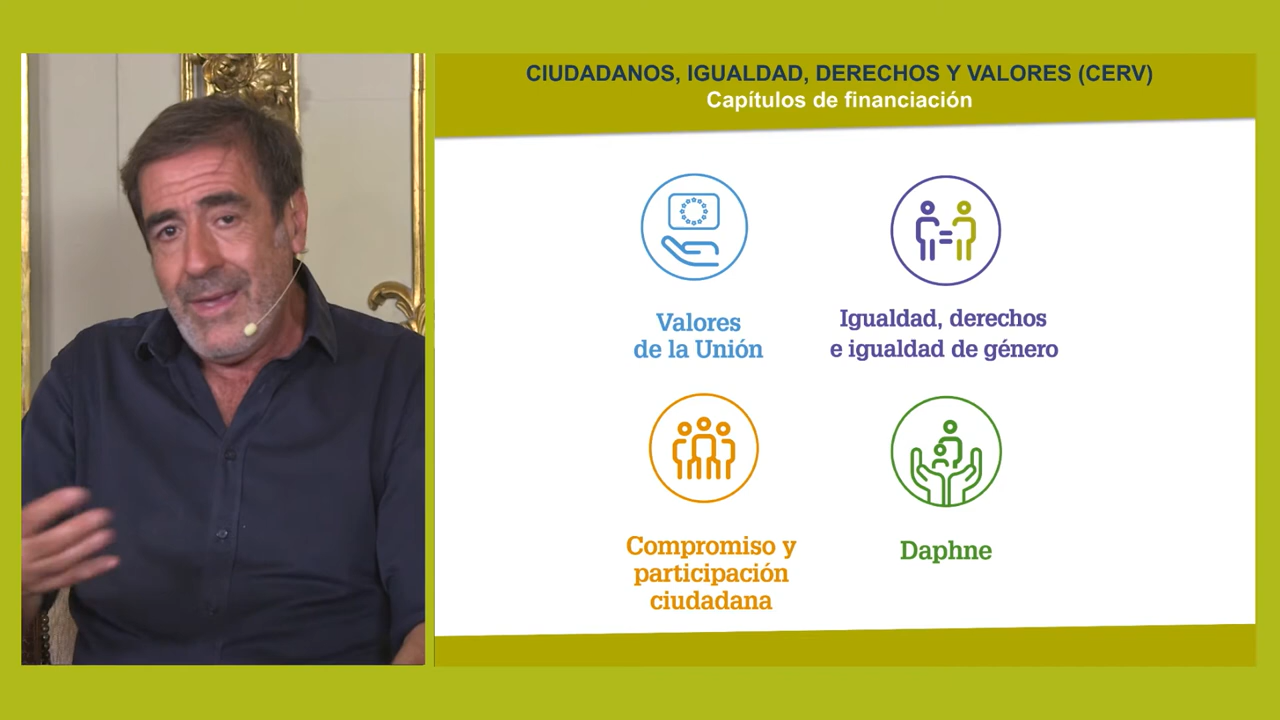 CIUDADANOS, IGUALDAD, DERECHOS Y VALORES (CERV)
Capítulos de financiación
Valores
de la Unión
Igualdad, derechos
e igualdad de género
Compromiso y
participación
ciudadana
Daphne